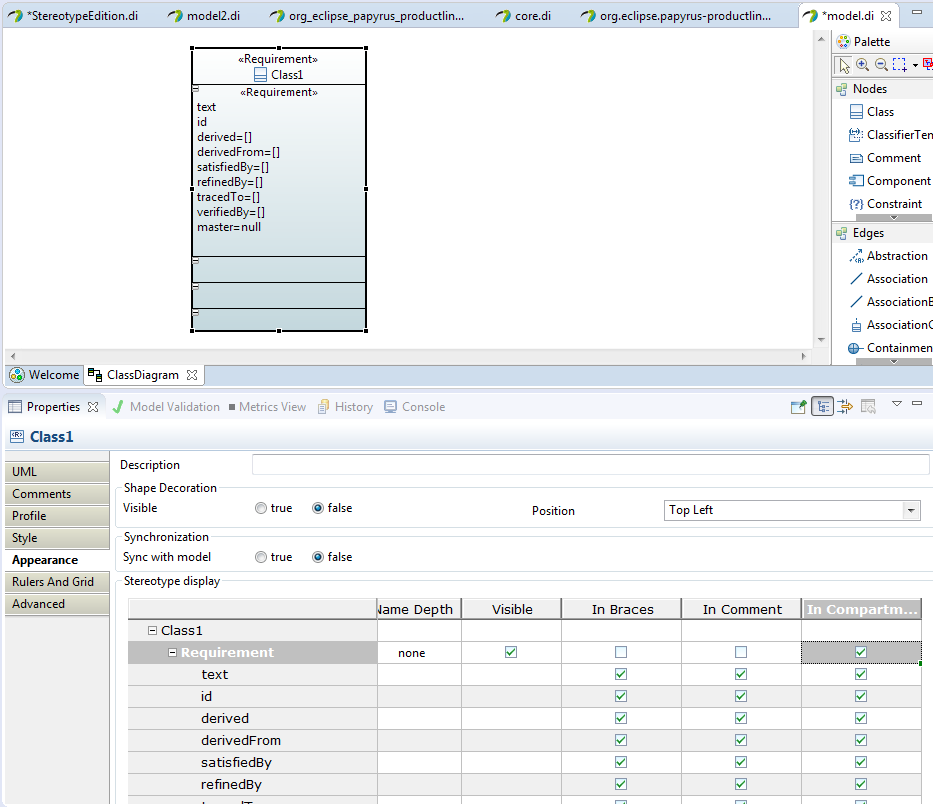 *StereotypeEdition.di model2.di org_eclipse_papyrus_productlin... core.di org.eclipse.papyrus-productlin... *model.di
«Requirement»
Class1
«Requirement»
text
id
derived=[]
derivedFrom=[]
satisfiedBy=[]
refinedBy=[]
tracedTo=[]
verifiedBy=[]
master=null
Palette
Nodes
Class
ClassifierTen
Comment
Component
Constraint
Edges
Abstraction
Association
AssociationB
AssociationC
Containmen
Welcome ClassDiagram
Properties Model Validation Metrics View History Console
Class1
UML
Comments
Profile
Style
Appearance
Rulers And Grid
Advanced
Description
Shape Decoration
Visible true false Position Top Left
Synchronization
Sync with model true false
Stereotype display
Name Depth Visible In Braces In Comment In Compartm...
Class1
Requirement none
text
id
derived
derivedFrom
satisfiedBy
refinedBy